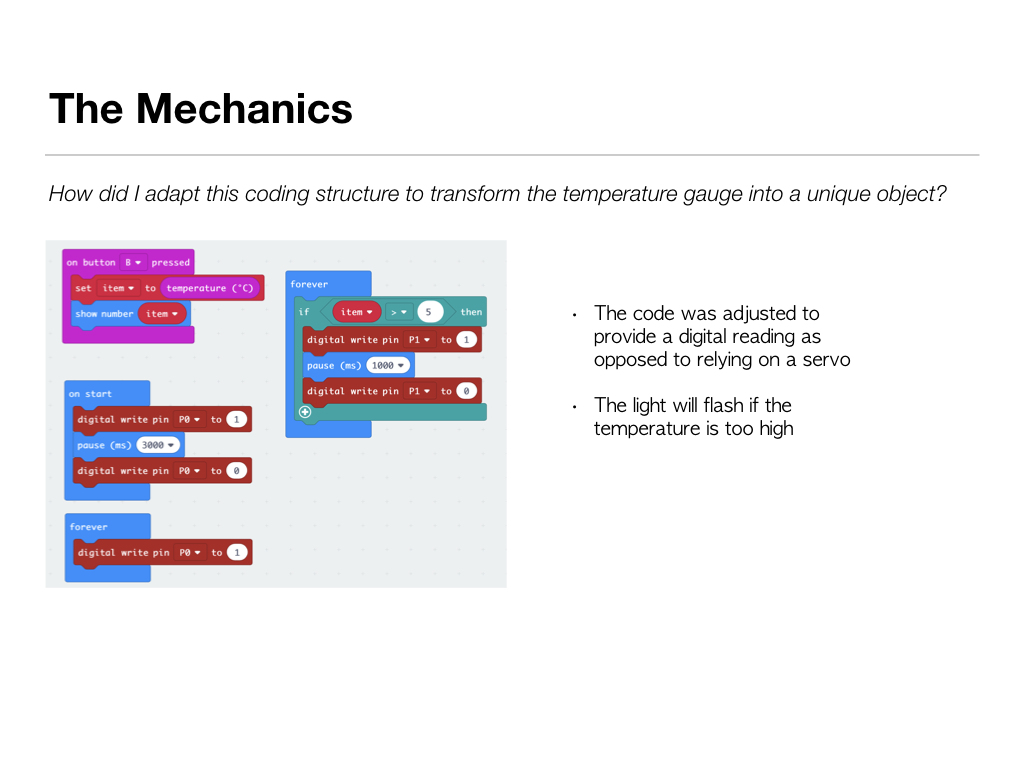 The Mechanics
How did I adapt this coding structure to transform the temperature gauge into a unique object?
on button B pressed
set item to temperature (°C)
show number item
on start
digital write pin P0 to 1
pause (ms) 3000
digital write pin P0 to 0
forever
digital write pin P0 to 1
forever
if item > 5 then
digital write pin P1 to 1
pause (ms) 1000
digital write pin P1 to 0
• The code was adjusted to
provide a digital reading as
opposed to relying on a servo
• The light will flash if the
temperature is too high